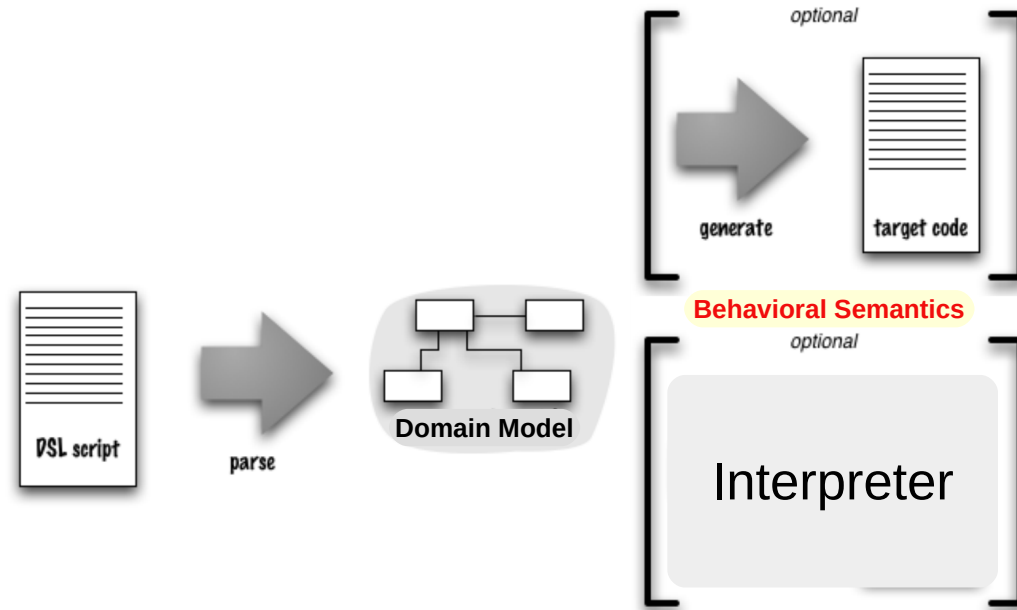 optional
generate
target code
Behavioral Semantics
optional
DSL script
parse
Domain Model
Interpreter